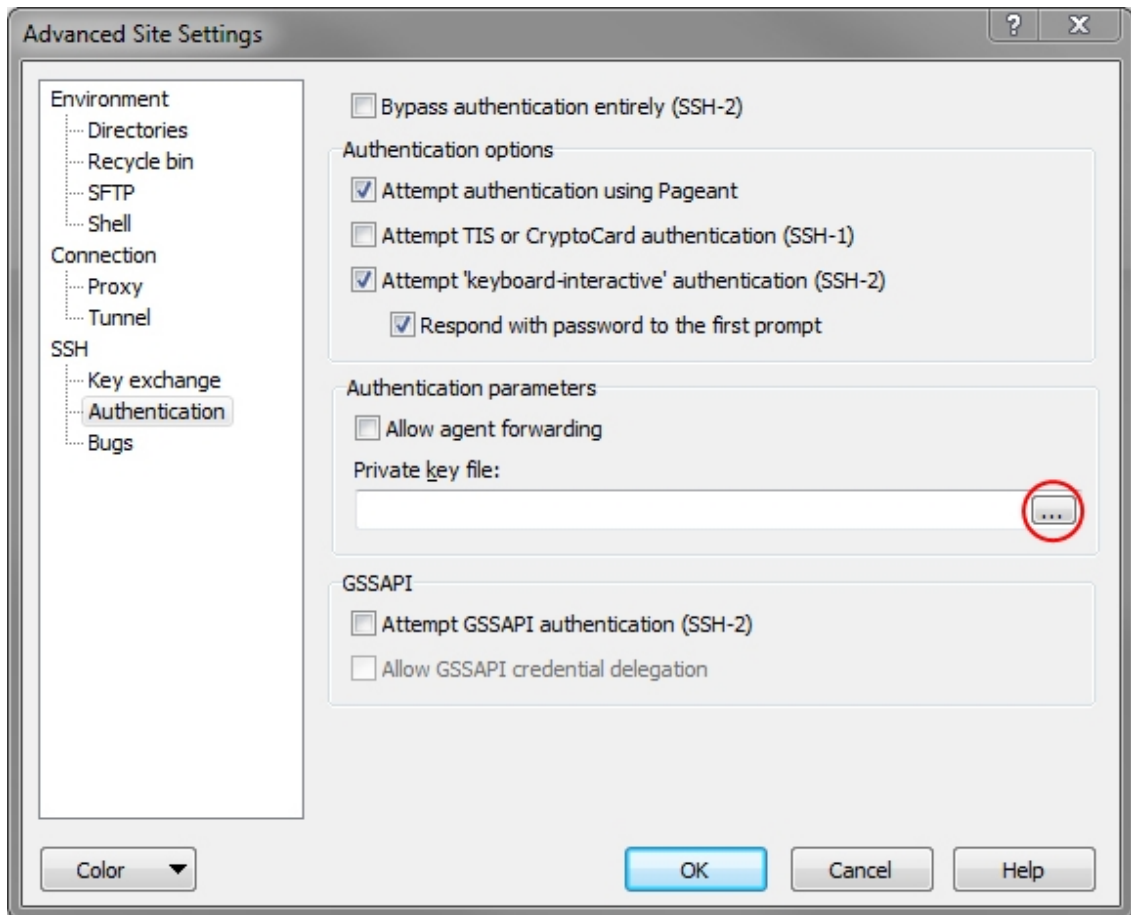 Advanced Site Settings
Environment
Directories
Recycle bin
SFTP
Shell
Connection
Proxy
Tunnel
SSH
Key exchange
Authentication
Bugs
Bypass authentication entirely (SSH-2)
Authentication options
Attempt authentication using Pageant
Attempt TIS or CryptoCard authentication (SSH-1)
Attempt 'keyboard-interactive' authentication (SSH-2)
Respond with password to the first prompt
Authentication parameters
Allow agent forwarding
Private key file:
...
GSSAPI
Attempt GSSAPI authentication (SSH-2)
Allow GSSAPI credential delegation
Color
OK
Cancel
Help